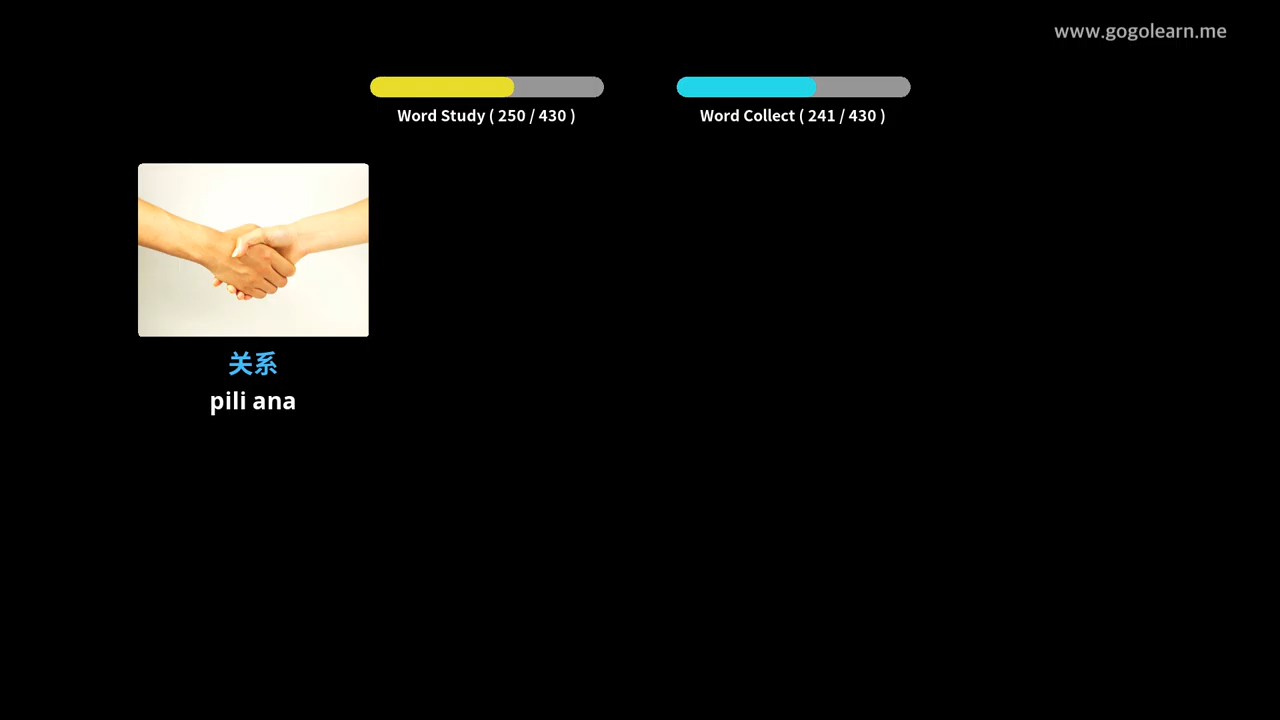 www.gogolearn.me
Word Study ( 250 / 430 )
Word Collect ( 241 / 430 )
关系
pili ana